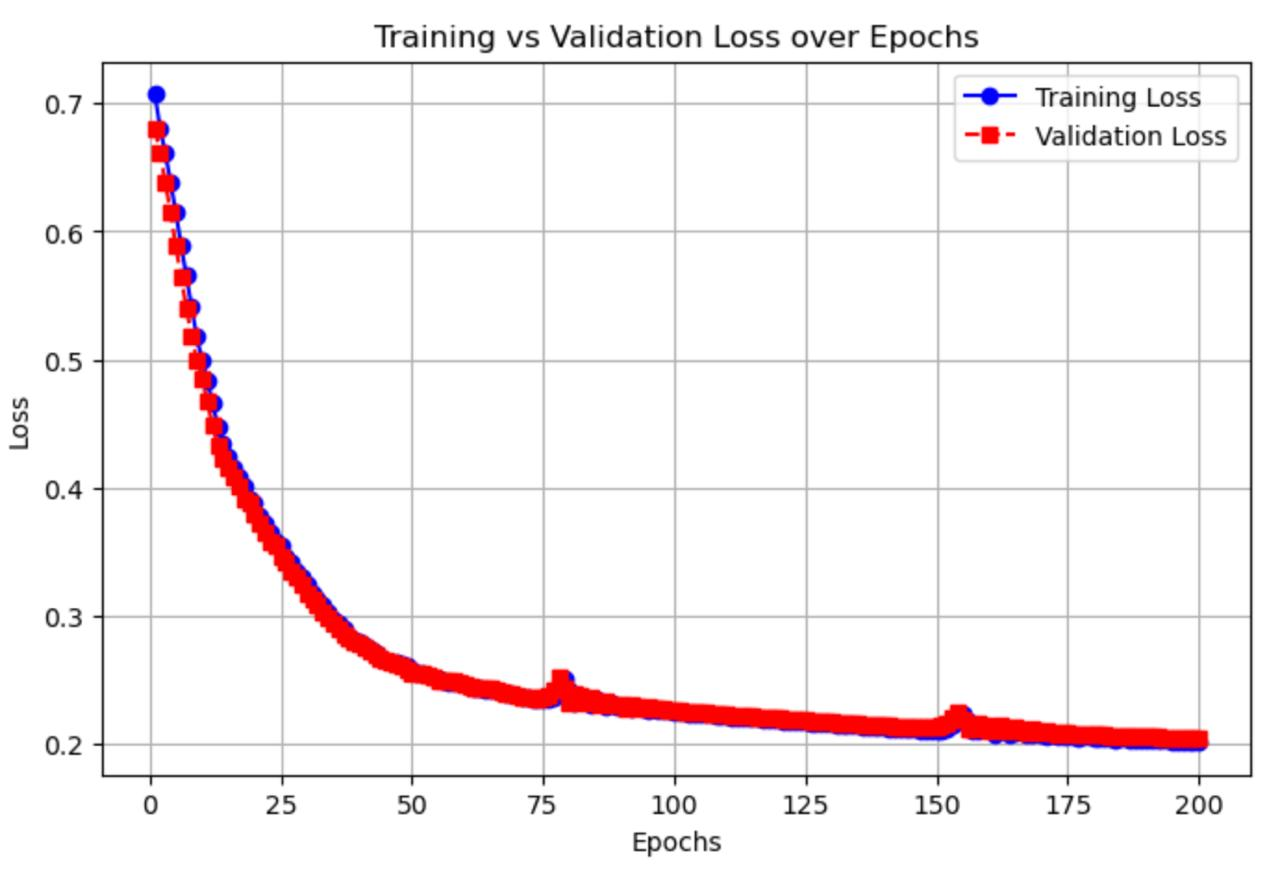 Training vs Validation Loss over Epochs
Training Loss
Validation Loss
0.7
0.6
0.5
0.4
0.3
0.2
Loss
0 25 50 75 100 125 150 175 200
Epochs